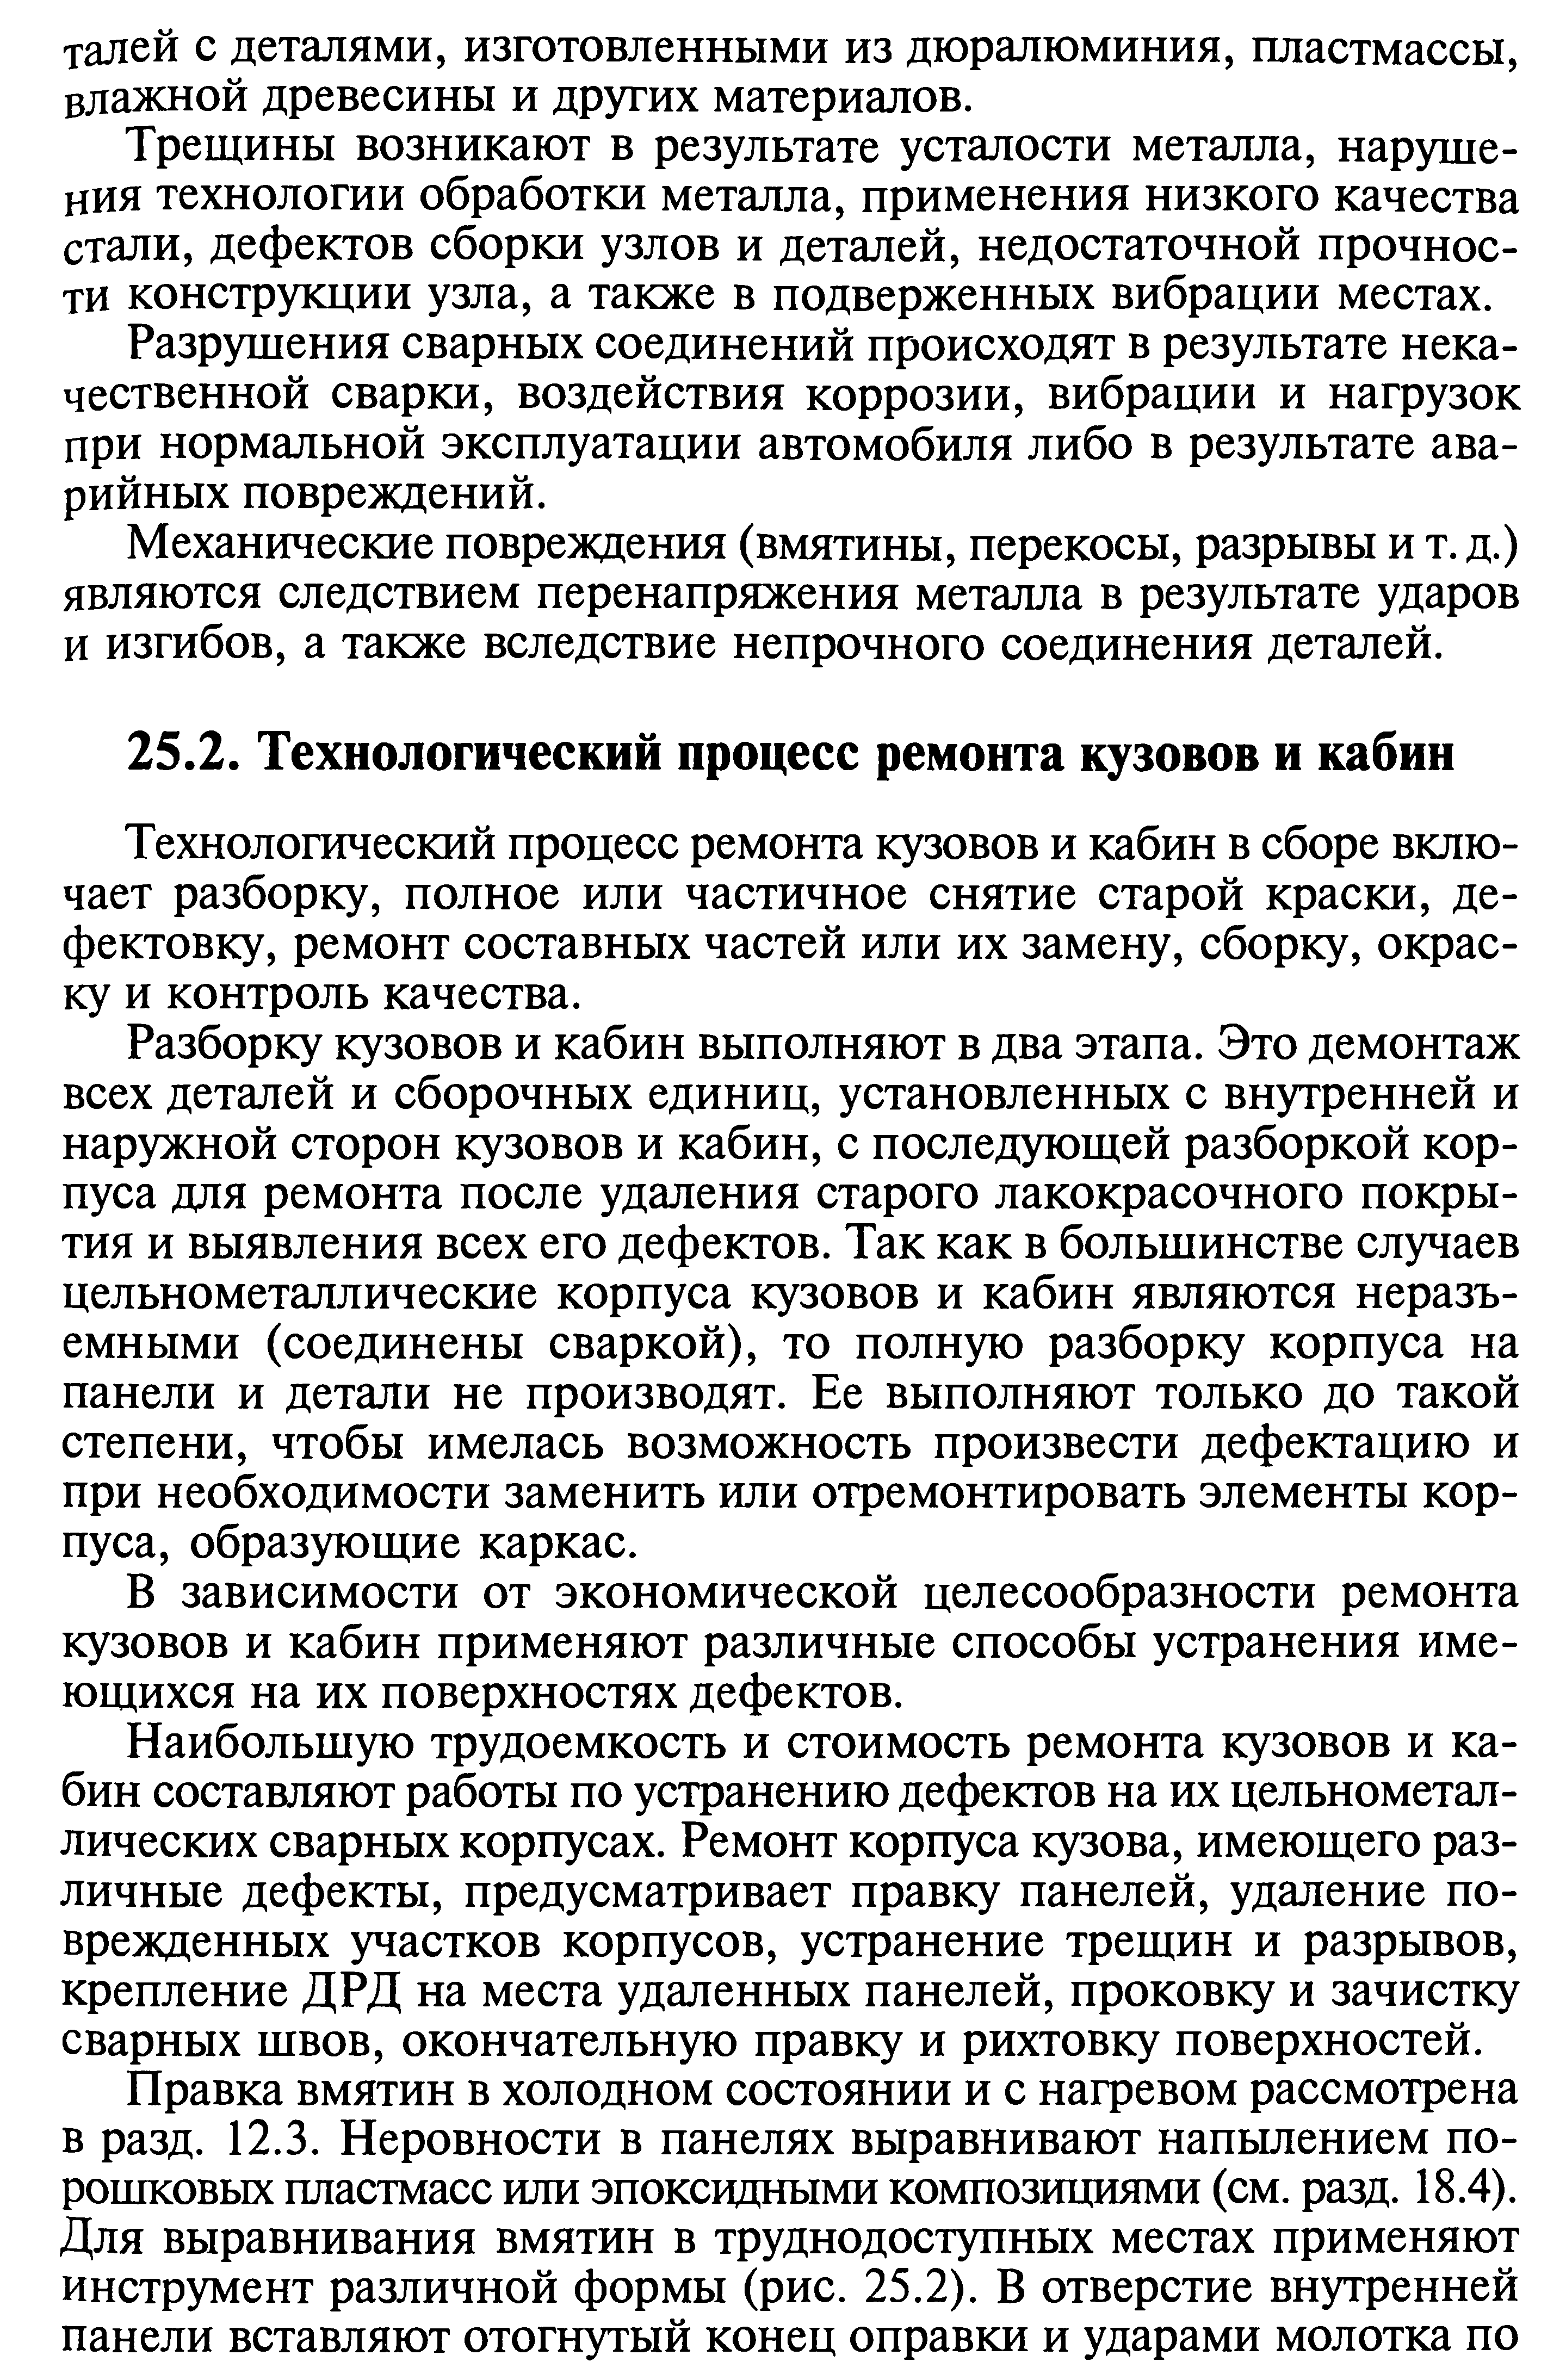 талей с деталями, изготовленными из дюралюминия, пластмассы,
влажной древесины и других материалов.
Трещины возникают в результате усталости металла, наруше-
ния технологии обработки металла, применения низкого качества
стали, дефектов сборки узлов и деталей, недостаточной прочнос-
ти конструкции узла, а также в подверженных вибрации местах.
Разрушения сварных соединений происходят в результате нека-
чественной сварки, воздействия коррозии, вибрации и нагрузок
при нормальной эксплуатации автомобиля либо в результате ава-
рийных повреждений.
Механические повреждения (вмятины, перекосы, разрывы и т. д.)
являются следствием перенапряжения металла в результате ударов
и изгибов, а также вследствие непрочного соединения деталей.
25.2. Технологический процесс ремонта кузовов и кабин
Технологический процесс ремонта кузовов и кабин в сборе вклю-
чает разборку, полное или частичное снятие старой краски, де-
фектовку, ремонт составных частей или их замену, сборку, окрас-
ку и контроль качества.
Разборку кузовов и кабин выполняют в два этапа. Это демонтаж
всех деталей и сборочных единиц, установленных с внутренней и
наружной сторон кузовов и кабин, с последующей разборкой кор-
пуса для ремонта после удаления старого лакокрасочного покры-
тия и выявления всех его дефектов. Так как в большинстве случаев
цельнометаллические корпуса кузовов и кабин являются неразъ-
емными (соединены сваркой), то полную разборку корпуса на
панели и детали не производят. Ее выполняют только до такой
степени, чтобы имелась возможность произвести дефектацию и
при необходимости заменить или отремонтировать элементы кор-
пуса, образующие каркас.
В зависимости от экономической целесообразности ремонта
кузовов и кабин применяют различные способы устранения име-
ющихся на их поверхностях дефектов.
Наибольшую трудоемкость и стоимость ремонта кузовов и ка-
бин составляют работы по устранению дефектов на их цельнометал-
лических сварных корпусах. Ремонт корпуса кузова, имеющего раз-
личные дефекты, предусматривает правку панелей, удаление по-
врежденных участков корпусов, устранение трещин и разрывов,
крепление ДРД на места удаленных панелей, проковку и зачистку
сварных швов, окончательную правку и рихтовку поверхностей.
Правка вмятин в холодном состоянии и с нагревом рассмотрена
в разд. 12.3. Неровности в панелях выравнивают напылением по-
рошковых пластмасс или эпоксидными композициями (см. разд. 18.4).
Для выравнивания вмятин в труднодоступных местах применяют
инструмент различной формы (рис. 25.2). В отверстие внутренней
панели вставляют отогнутый конец оправки и ударами молотка по